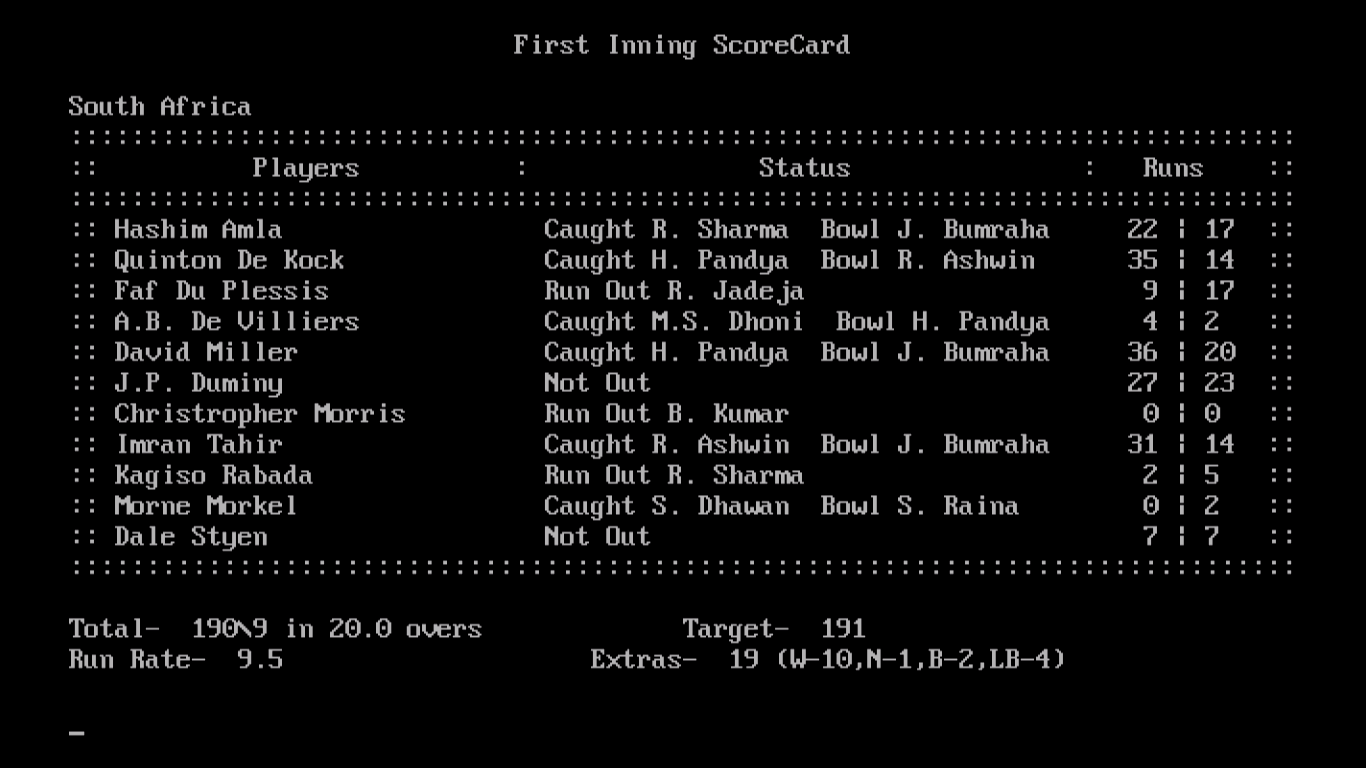 First Inning ScoreCard
South Africa
::::::::::::::::::::::::::::::::::::::::::::::::::::::::::::::::::::::::::::::::
:: Players : Status : Runs ::
::::::::::::::::::::::::::::::::::::::::::::::::::::::::::::::::::::::::::::::::
:: Hashim Amla Caught R. Sharma Bowl J. Bumraha 22 ¦ 17 ::
:: Quinton De Kock Caught H. Pandya Bowl R. Ashwin 35 ¦ 14 ::
:: Faf Du Plessis Run Out R. Jadeja 9 ¦ 17 ::
:: A.B. De Villiers Caught M.S. Dhoni Bowl H. Pandya 4 ¦ 2 ::
:: David Miller Caught H. Pandya Bowl J. Bumraha 36 ¦ 20 ::
:: J.P. Duminy Not Out 27 ¦ 23 ::
:: Christropher Morris Run Out B. Kumar 0 ¦ 0 ::
:: Imran Tahir Caught R. Ashwin Bowl J. Bumraha 31 ¦ 14 ::
:: Kagiso Rabada Run Out R. Sharma 2 ¦ 5 ::
:: Morne Morkel Caught S. Dhawan Bowl S. Raina 0 ¦ 2 ::
:: Dale Styen Not Out 7 ¦ 7 ::
::::::::::::::::::::::::::::::::::::::::::::::::::::::::::::::::::::::::::::::::
Total- 190\9 in 20.0 overs Target- 191
Run Rate- 9.5 Extras- 19 (W-10,N-1,B-2,LB-4)
_